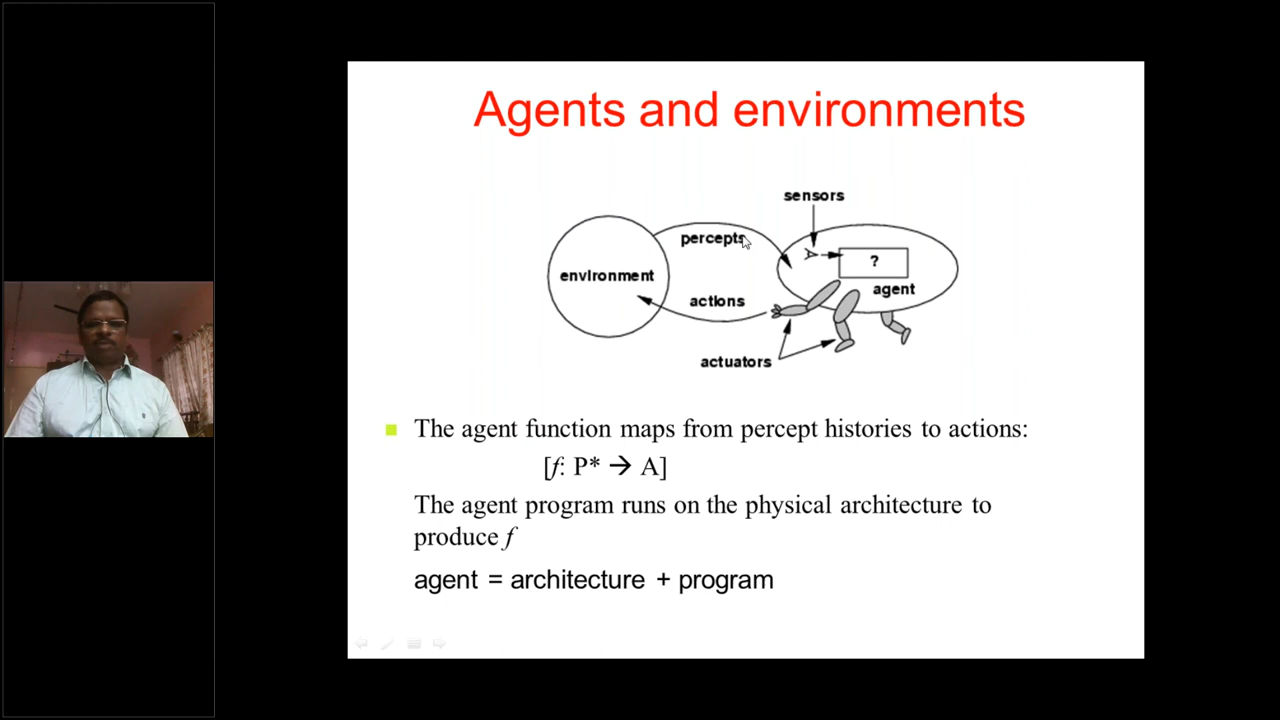 Agents and environments
sensors
percepts
environment
?
agent
actions
actuators
The agent function maps from percept histories to actions:
[f: P* → A]
The agent program runs on the physical architecture to
produce f
agent = architecture + program